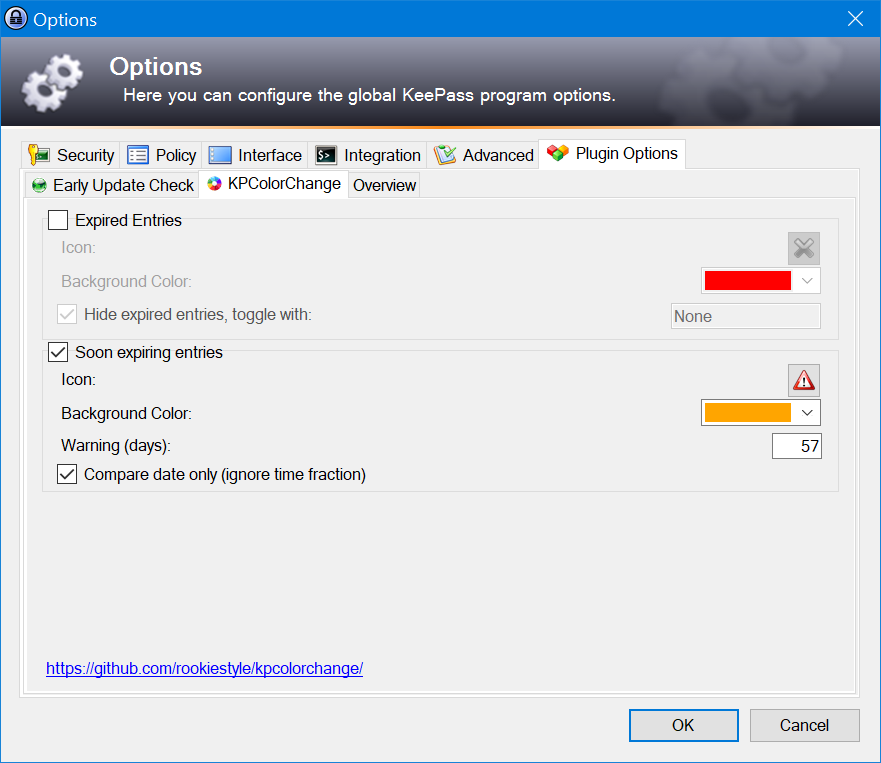 Options
Options
Here you can configure the global KeePass program options.
Security Policy Interface Integration Advanced Plugin Options
Early Update Check KPColorChange Overview
Expired Entries
Icon:
Background Color:
Hide expired entries, toggle with: None
Soon expiring entries
Icon:
Background Color:
Warning (days): 57
Compare date only (ignore time fraction)
https://github.com/rookiestyle/kpcolorchange/
OK Cancel